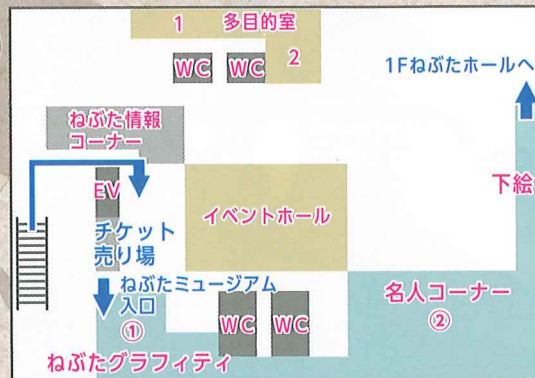 1 多目的室
2
WC WC
1Fねぶたホールへ
ねぶた情報
コーナー
EV
イベントホール
下絵
チケット
売り場
ねぶたミュージアム
入口
①
WC WC
名人コーナー
②
ねぶたグラフィティ